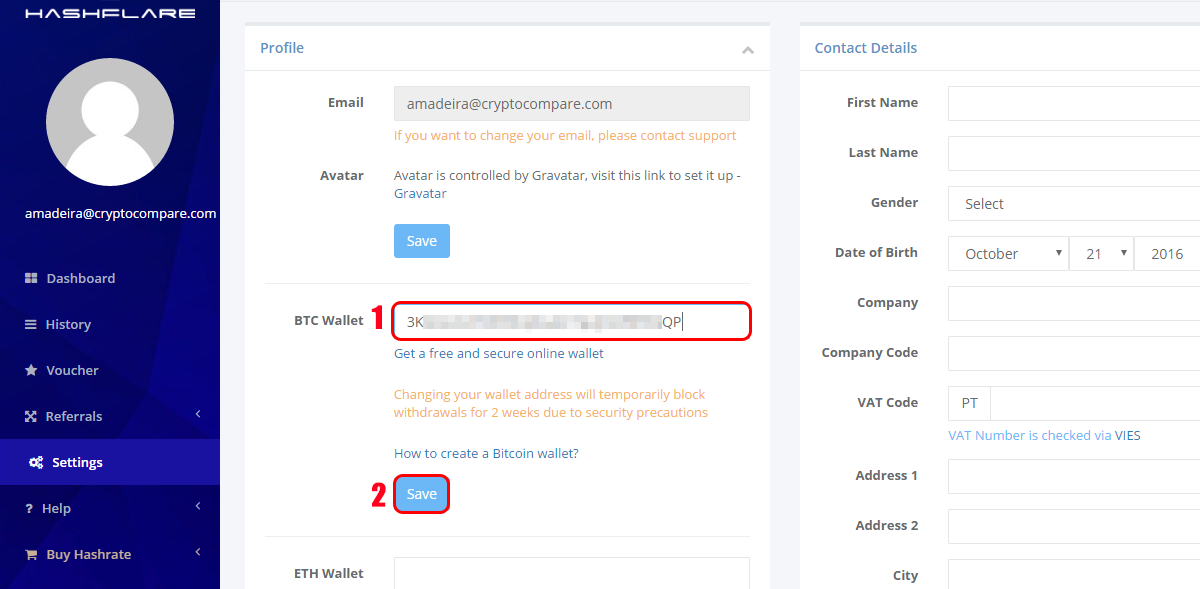 HASHFLARE
amadeira@cryptocompare.com
Dashboard
History
Voucher
Referrals
Settings
Help
Buy Hashrate
Profile
Email
amadeira@cryptocompare.com
If you want to change your email, please contact support
Avatar
Avatar is controlled by Gravatar, visit this link to set it up -
Gravatar
Save
BTC Wallet
1
3K
QP
Get a free and secure online wallet
Changing your wallet address will temporarily block
withdrawals for 2 weeks due to security precautions
How to create a Bitcoin wallet?
2
Save
ETH Wallet
Contact Details
First Name
Last Name
Gender
Select
Date of Birth
October
21
2016
Company
Company Code
VAT Code
PT
VAT Number is checked via VIES
Address 1
Address 2
City